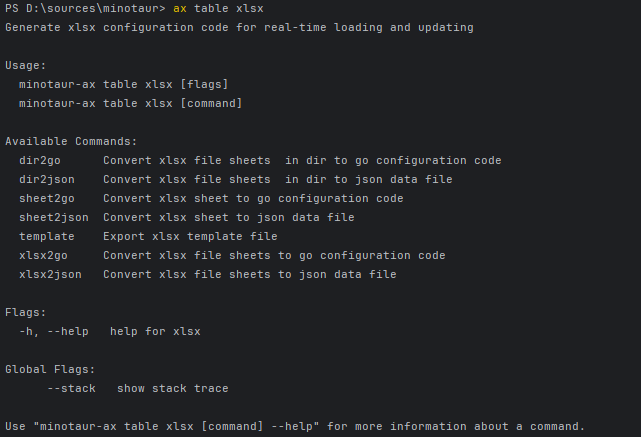 PS D:\sources\minotaur> ax table xlsx
Generate xlsx configuration code for real-time loading and updating
Usage:
  minotaur-ax table xlsx [flags]
  minotaur-ax table xlsx [command]
Available Commands:
  dir2go      Convert xlsx file sheets  in dir to go configuration code
  dir2json    Convert xlsx file sheets  in dir to json data file
  sheet2go    Convert xlsx sheet to go configuration code
  sheet2json  Convert xlsx sheet to json data file
  template    Export xlsx template file
  xlsx2go     Convert xlsx file sheets to go configuration code
  xlsx2json   Convert xlsx file sheets to json data file
Flags:
  -h, --help   help for xlsx
Global Flags:
      --stack   show stack trace
Use "minotaur-ax table xlsx [command] --help" for more information about a command.